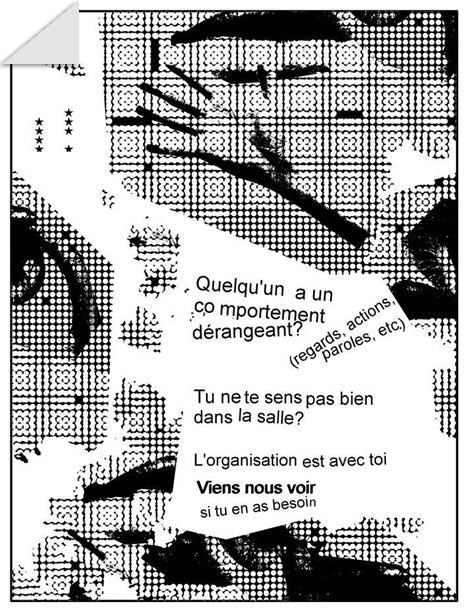 Quelqu'un a un
co mportement
dérangeant?
(regards, actions,
paroles, etc.)
Tu ne te sens pas bien
dans la salle?
L'organisation est avec toi
Viens nous voir
si tu en as besoin